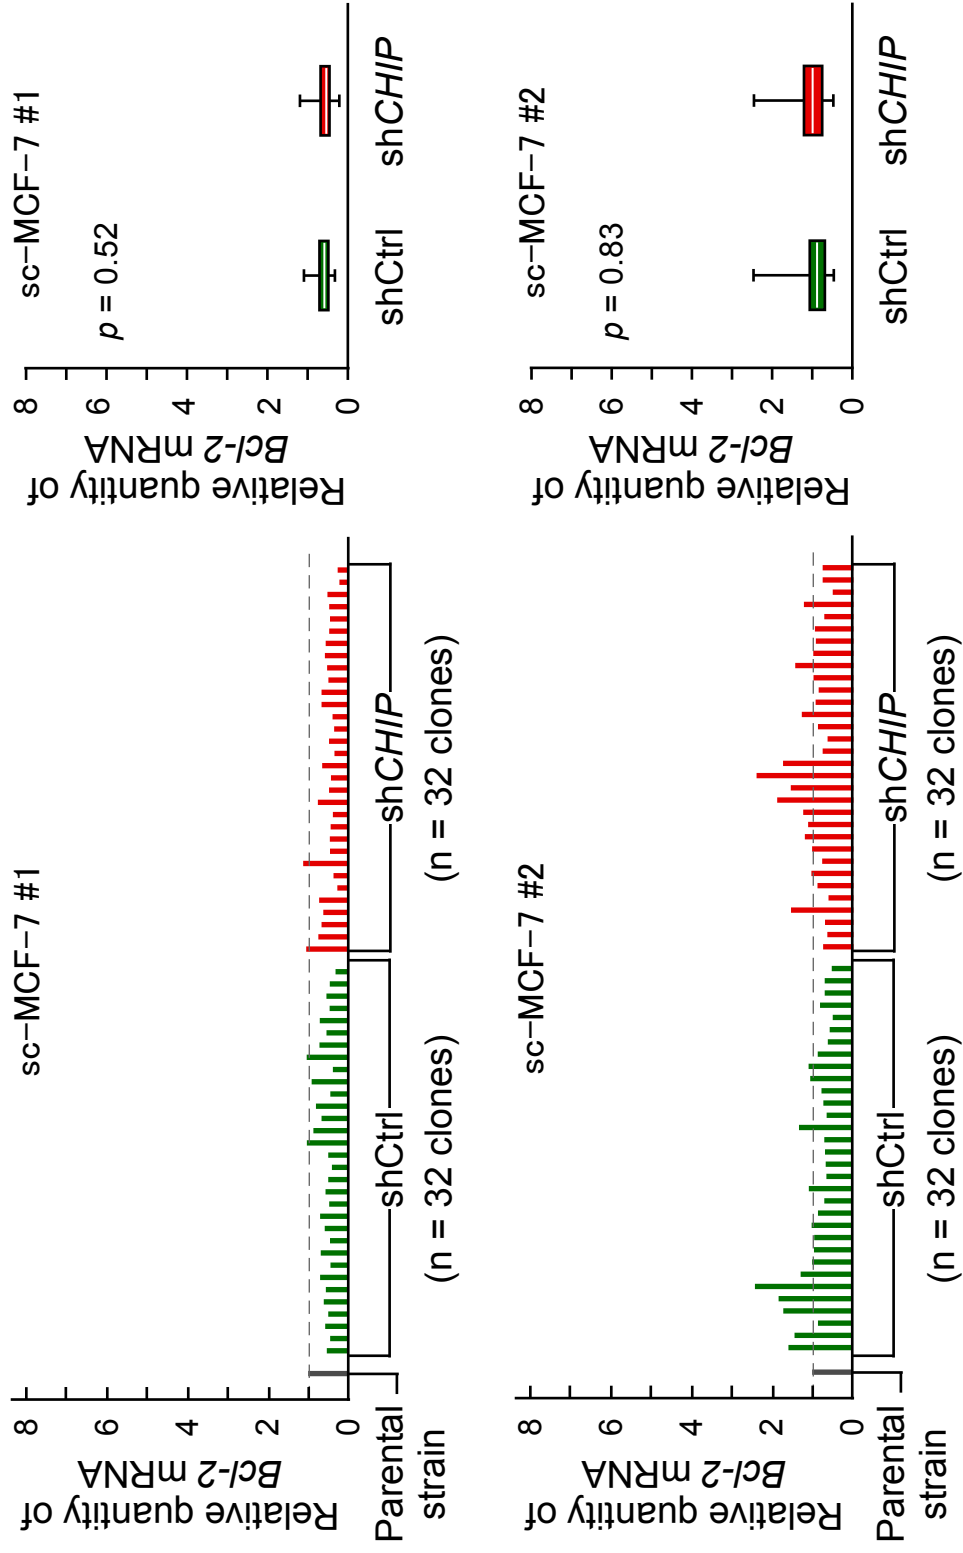 sc−MCF−7 #1
Relative quantity of
Bcl-2 mRNA
8
6
4
2
0
Parental
strain
shCtrl
(n = 32 clones)
shCHIP
(n = 32 clones)
sc−MCF−7 #1
p = 0.52
Relative quantity of
Bcl-2 mRNA
8
6
4
2
0
shCtrl
shCHIP
sc−MCF−7 #2
Relative quantity of
Bcl-2 mRNA
8
6
4
2
0
Parental
strain
shCtrl
(n = 32 clones)
shCHIP
(n = 32 clones)
sc−MCF−7 #2
p = 0.83
Relative quantity of
Bcl-2 mRNA
8
6
4
2
0
shCtrl
shCHIP